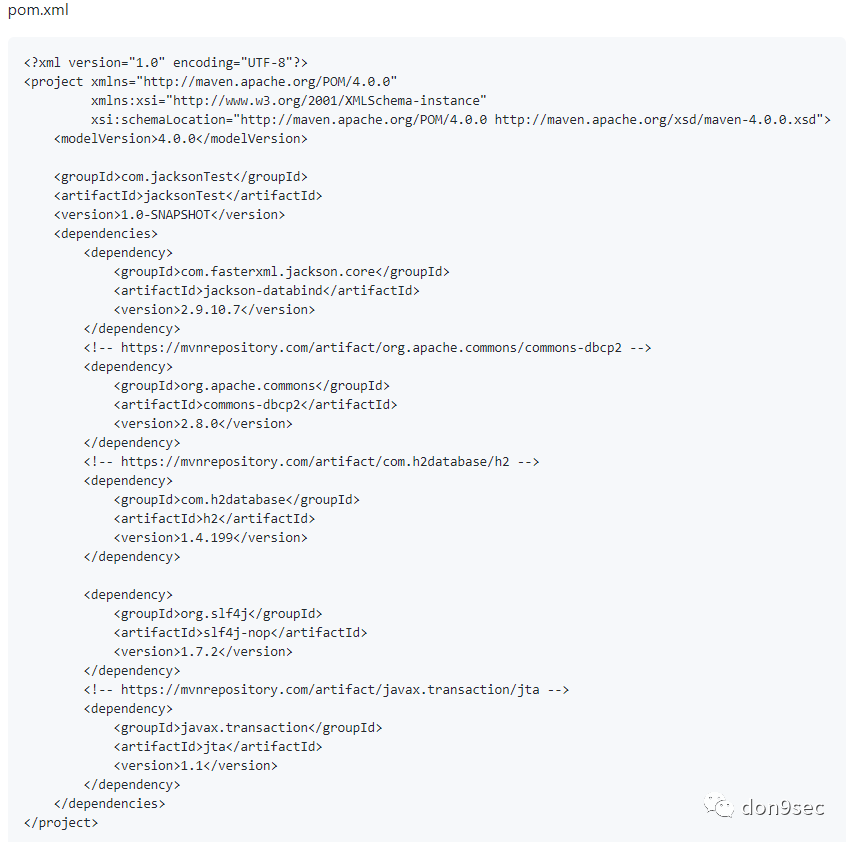 pom.xml
<?xml version="1.0" encoding="UTF-8"?>
<project xmlns="http://maven.apache.org/POM/4.0.0"
         xmlns:xsi="http://www.w3.org/2001/XMLSchema-instance"
         xsi:schemaLocation="http://maven.apache.org/POM/4.0.0 http://maven.apache.org/xsd/maven-4.0.0.xsd">
    <modelVersion>4.0.0</modelVersion>

    <groupId>com.jacksonTest</groupId>
    <artifactId>jacksonTest</artifactId>
    <version>1.0-SNAPSHOT</version>
    <dependencies>
        <dependency>
            <groupId>com.fasterxml.jackson.core</groupId>
            <artifactId>jackson-databind</artifactId>
            <version>2.9.10.7</version>
        </dependency>
        <!-- https://mvnrepository.com/artifact/org.apache.commons/commons-dbcp2 -->
        <dependency>
            <groupId>org.apache.commons</groupId>
            <artifactId>commons-dbcp2</artifactId>
            <version>2.8.0</version>
        </dependency>
        <!-- https://mvnrepository.com/artifact/com.h2database/h2 -->
        <dependency>
            <groupId>com.h2database</groupId>
            <artifactId>h2</artifactId>
            <version>1.4.199</version>
        </dependency>

        <dependency>
            <groupId>org.slf4j</groupId>
            <artifactId>slf4j-nop</artifactId>
            <version>1.7.2</version>
        </dependency>
        <!-- https://mvnrepository.com/artifact/javax.transaction/jta -->
        <dependency>
            <groupId>javax.transaction</groupId>
            <artifactId>jta</artifactId>
            <version>1.1</version>
        </dependency>
    </dependencies>
</project>
don9sec